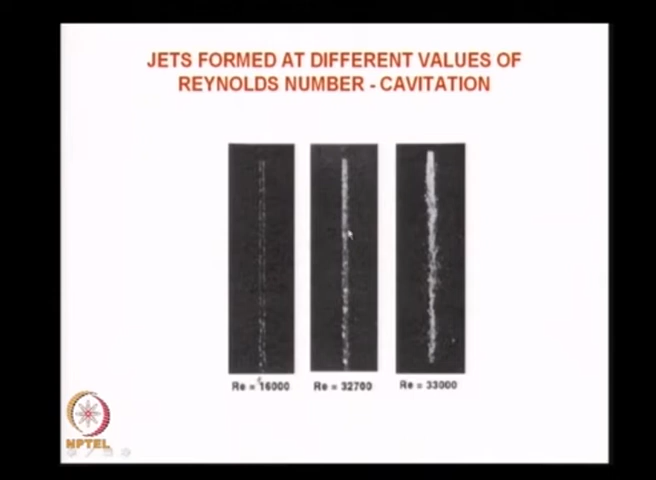 JETS FORMED AT DIFFERENT VALUES OF
REYNOLDS NUMBER - CAVITATION
Re = 16000 Re = 32700 Re = 33000
NPTEL